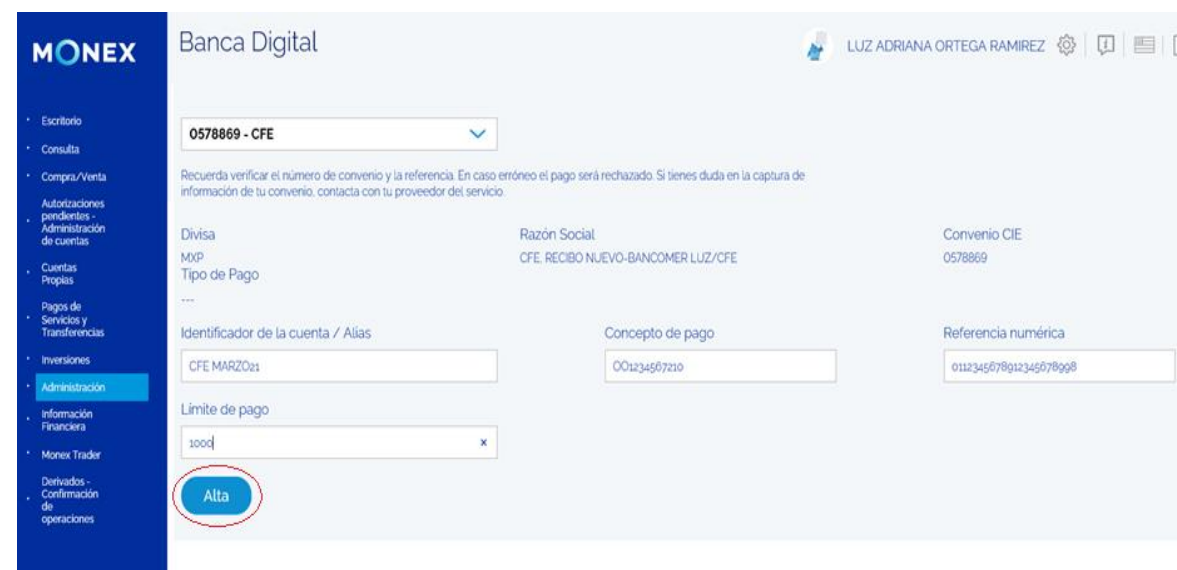 MONEX
Banca Digital
LUZ ADRIANA ORTEGA RAMIREZ
Escritorio
Consulta
Compra/Venta
Autorizaciones
pendientes -
Administración
de cuentas
Cuentas
Propias
Pagos de
Servicios y
Transferencias
Inversiones
Administración
Información
Financiera
Monex Trader
Derivados -
Confirmación
de
operaciones
0578869 - CFE
Recuerda verificar el número de convenio y la referencia. En caso erróneo el pago será rechazado. Si tienes duda en la captura de
información de tu convenio, contacta con tu proveedor del servicio.
Divisa
Razón Social
Convenio CIE
MXP
CFE, RECIBO NUEVO-BANCOMER LUZ/CFE
0578869
Tipo de Pago
---
Identificador de la cuenta / Alias
Concepto de pago
Referencia numérica
CFE MARZO21
OO1234567210
0112345678912345678998
Límite de pago
1000
x
Alta